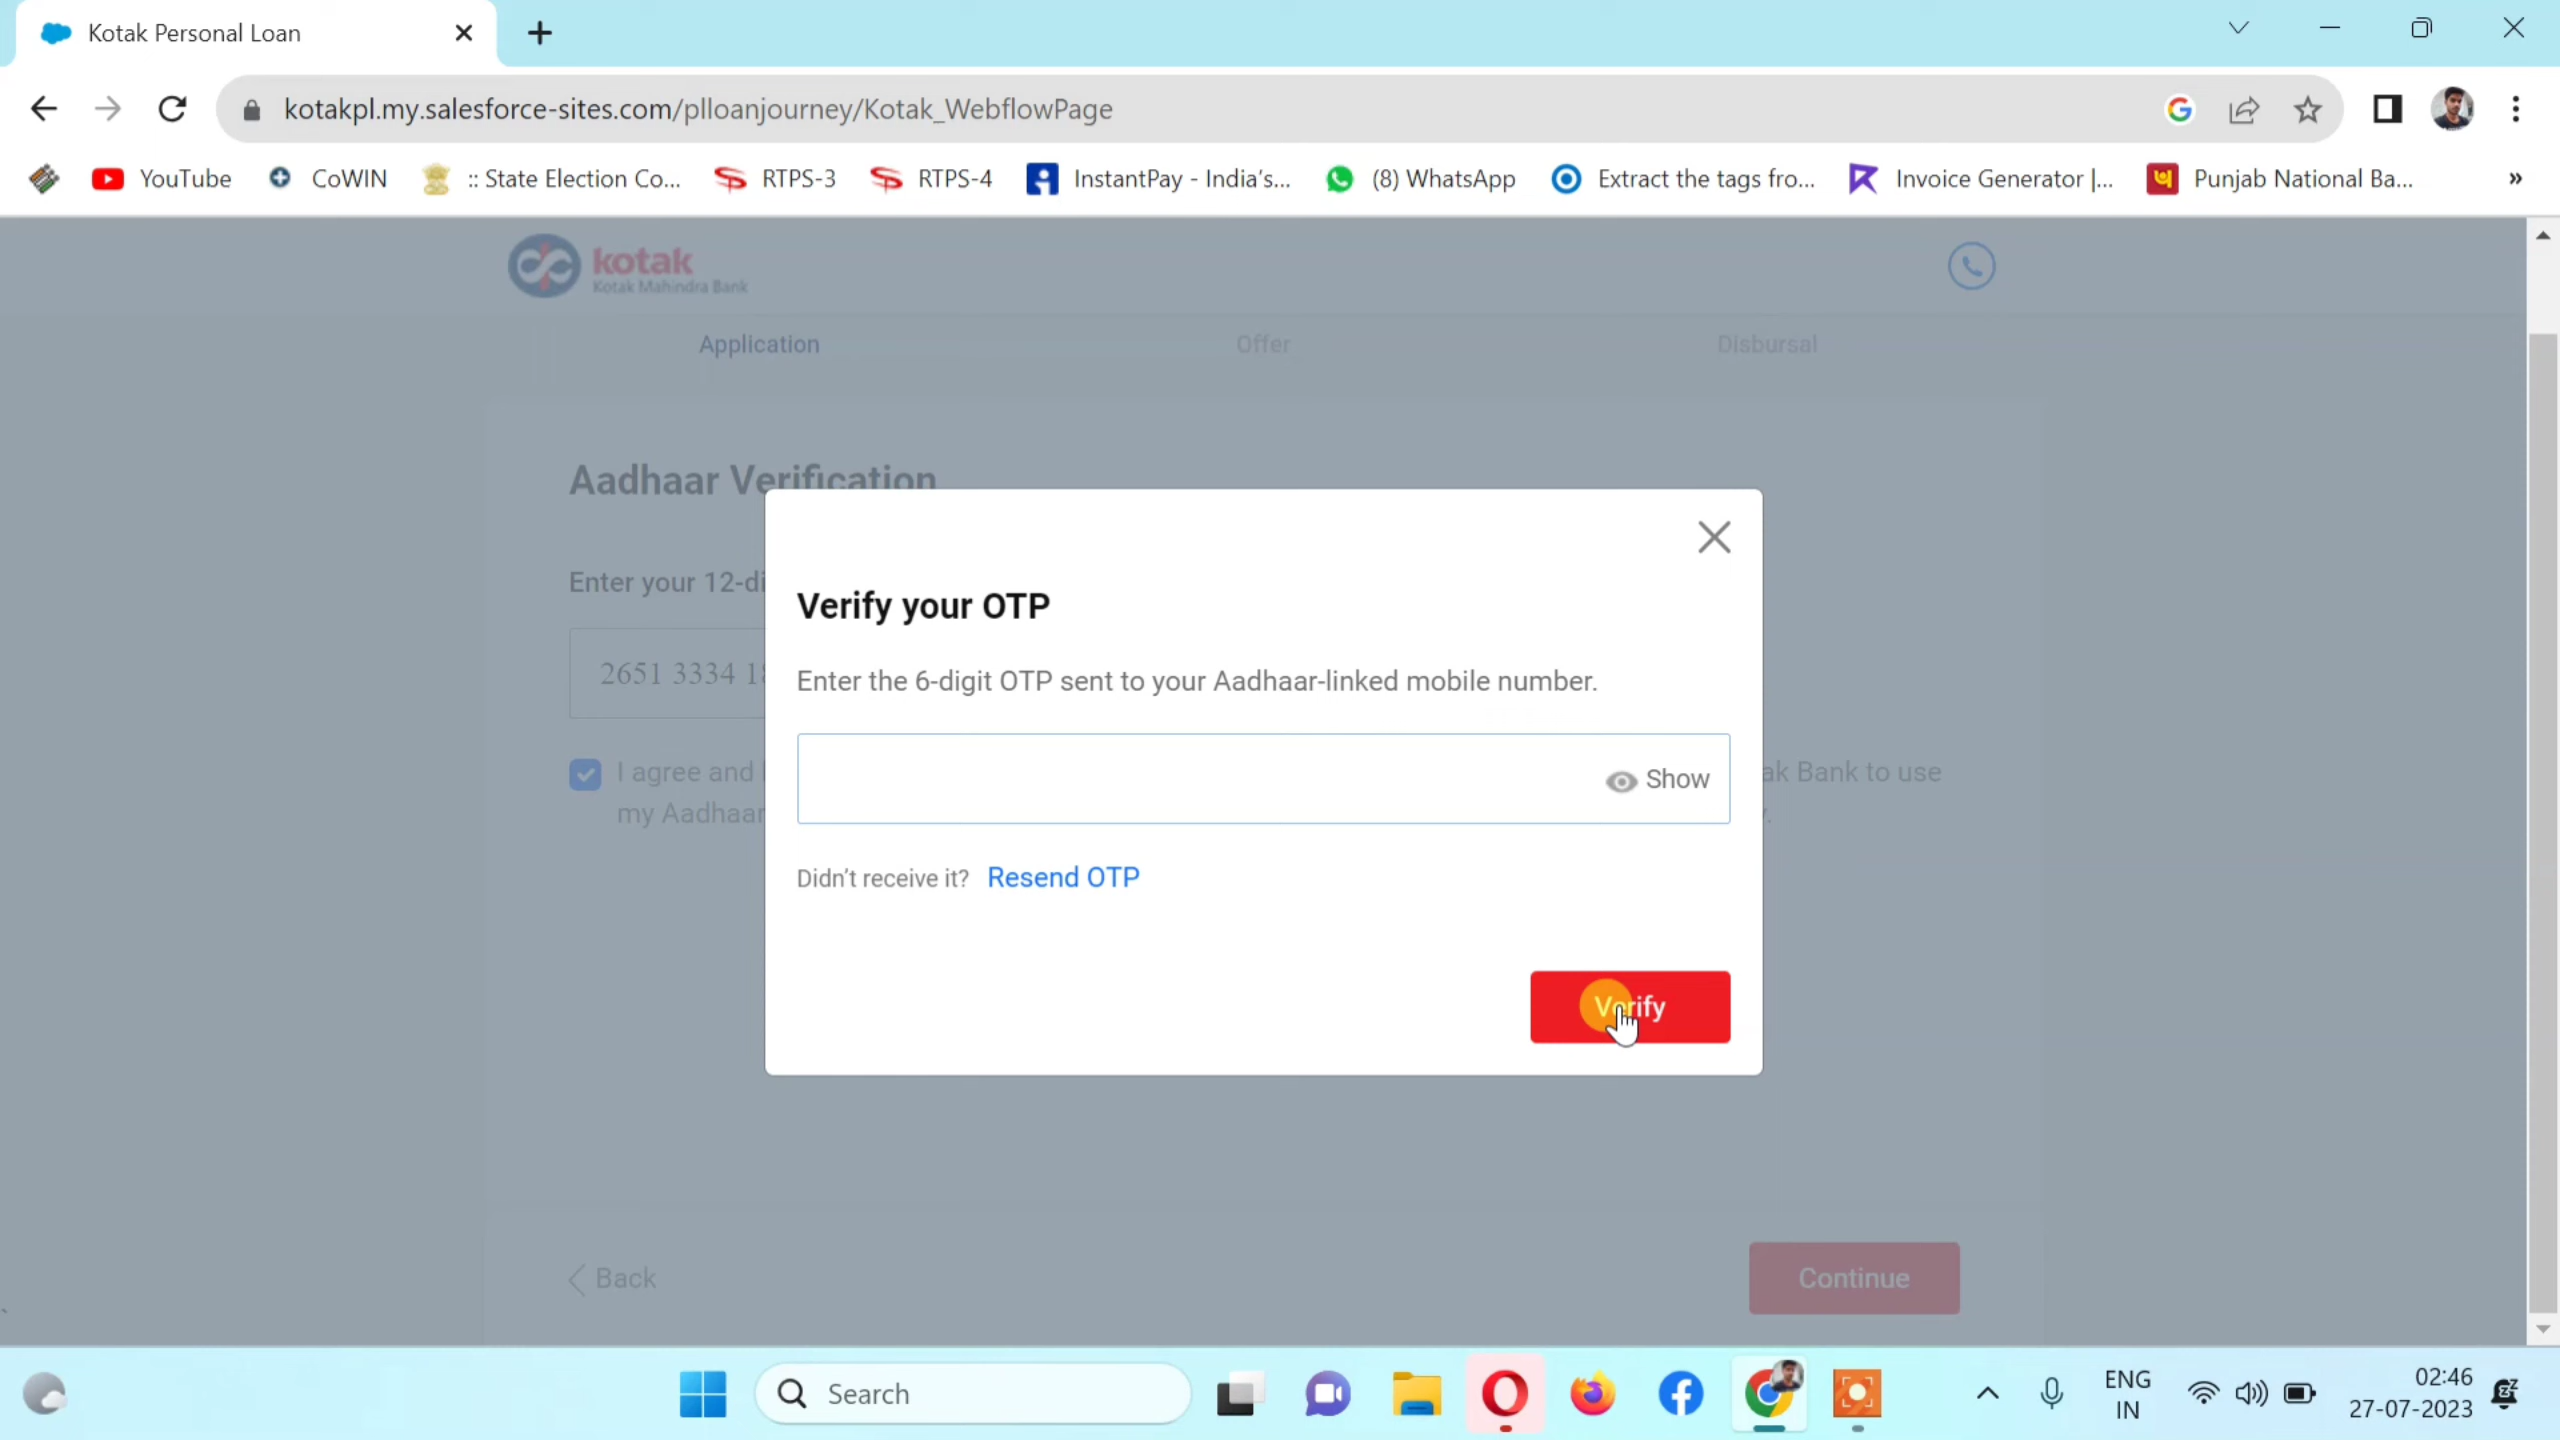 Kotak Personal Loan
kotakpl.my.salesforce-sites.com/plloanjourney/Kotak_WebflowPage
YouTube
CoWIN
:: State Election Co...
RTPS-3
RTPS-4
InstantPay - India's...
(8) WhatsApp
Extract the tags fro...
Invoice Generator |...
Punjab National Ba...
»
kotak
Kotak Mahindra Bank
Application
Offer
Disbursal
Aadhaar Verification
Enter your 12-di
2651 3334 1
I agree and
ak Bank to use
my Aadhaar
Verify your OTP
Enter the 6-digit OTP sent to your Aadhaar-linked mobile number.
Show
Didn't receive it? Resend OTP
Verify
Back
Continue
Search
ENG
IN
02:46
27-07-2023